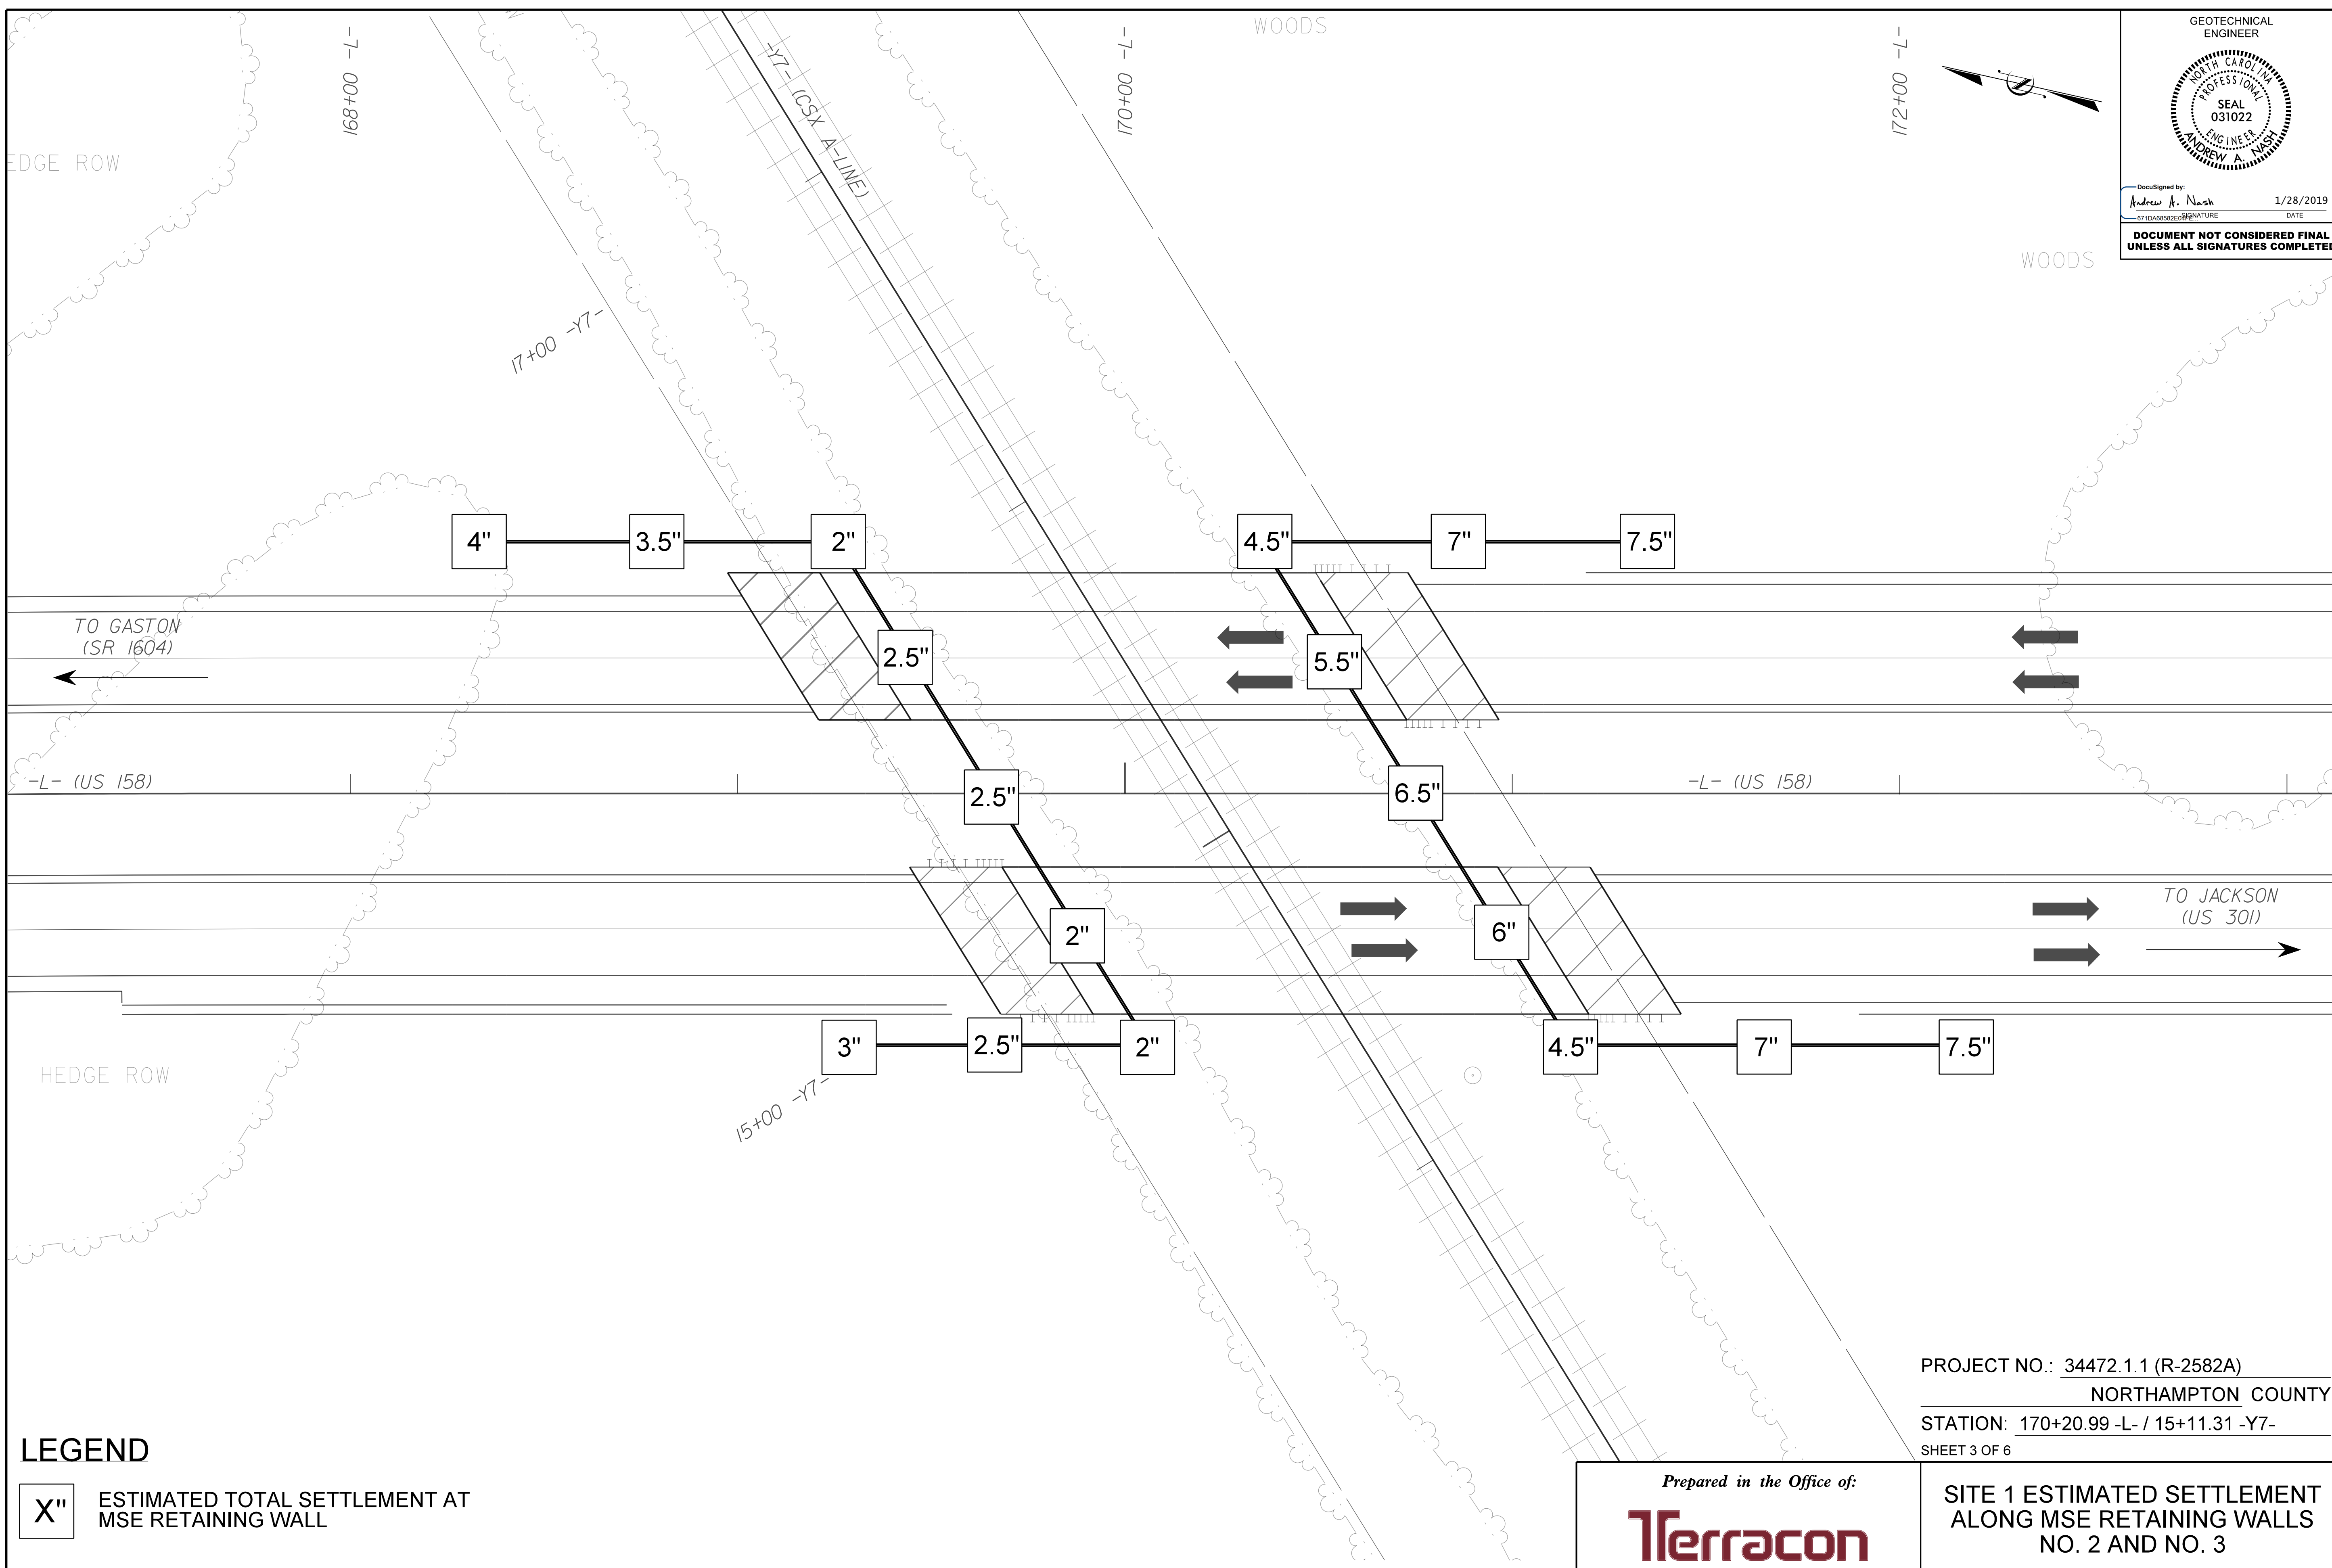 WOODS
168+00 -L-
170+00 -L-
172+00 -L-
-Y7- (CSX A-LINE)
GEOTECHNICAL
ENGINEER
NORTH CAROLINA
PROFESSIONAL
SEAL
031022
ENGINEER
ANDREW A. NASH
DocuSigned by:
Andrew A. Nash
1/28/2019
SIGNATURE
DATE
DOCUMENT NOT CONSIDERED FINAL
UNLESS ALL SIGNATURES COMPLETED
EDGE ROW
WOODS
17+00 -Y7-
4" 3.5" 2" 4.5" 7" 7.5"
TO GASTON
(SR 1604)
2.5" 5.5"
-L- (US 158)
2.5" 6.5"
-L- (US 158)
2" 6"
TO JACKSON
(US 301)
3" 2.5" 2" 4.5" 7" 7.5"
HEDGE ROW
15+00 -Y7-
PROJECT NO.: 34472.1.1 (R-2582A)
NORTHAMPTON COUNTY
STATION: 170+20.99 -L- / 15+11.31 -Y7-
SHEET 3 OF 6
LEGEND
X" ESTIMATED TOTAL SETTLEMENT AT
MSE RETAINING WALL
Prepared in the Office of:
Terracon
SITE 1 ESTIMATED SETTLEMENT
ALONG MSE RETAINING WALLS
NO. 2 AND NO. 3